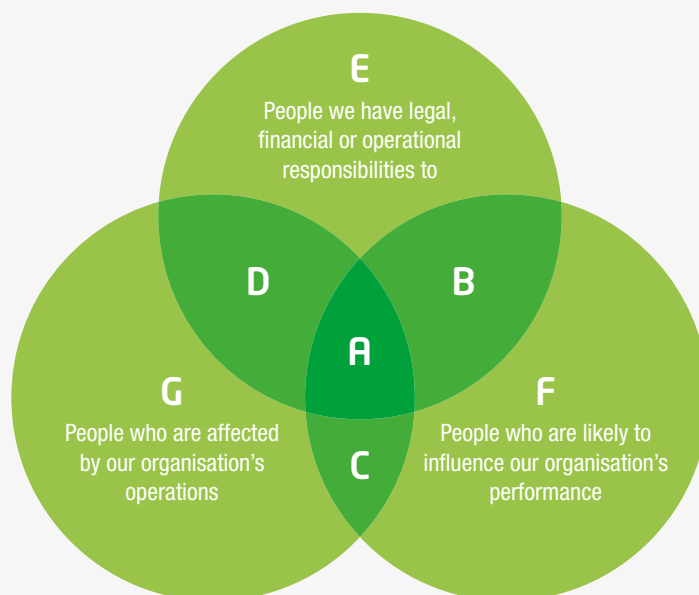 E
People we have legal,
financial or operational
responsibilities to
D
B
A
G
People who are affected
by our organisation's
operations
F
People who are likely to
influence our organisation's
performance
C